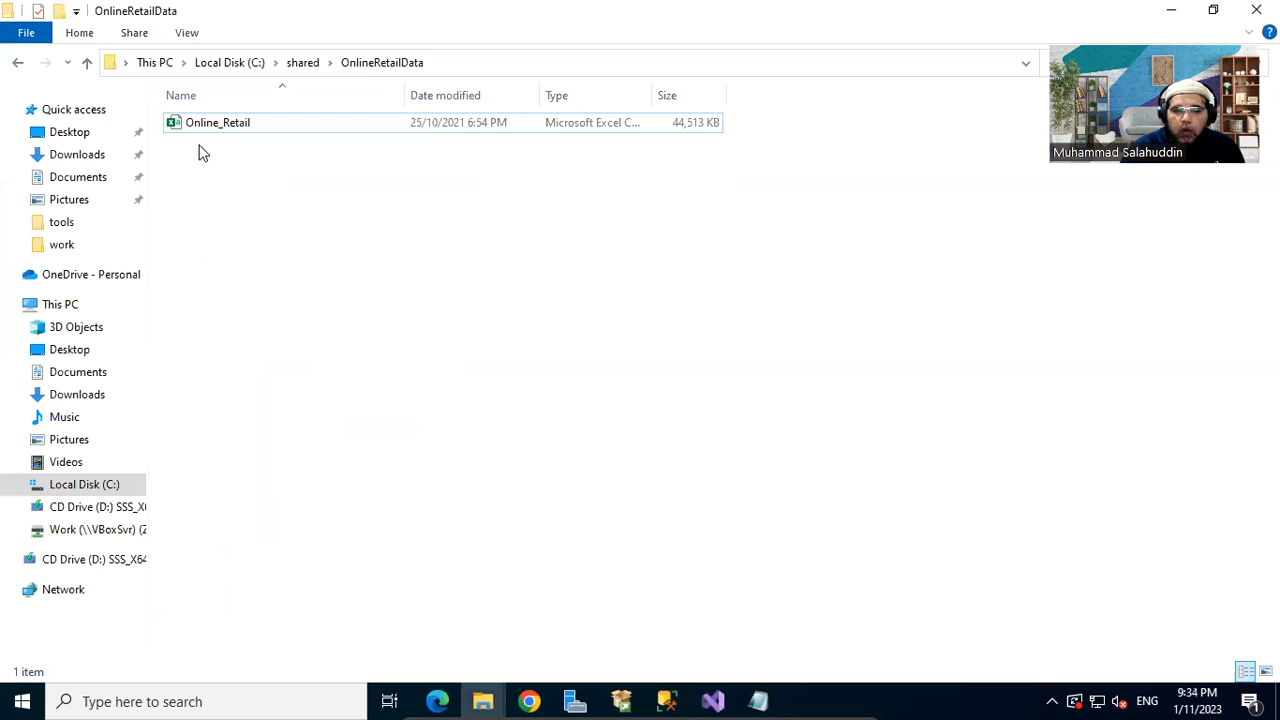 OnlineRetailData
File
Home
Share
View
This PC
Local Disk (C:)
shared
OnlineRetailData
Name
Date modified
Type
Size
Online_Retail
25/10/2021 6:54 PM
Microsoft Excel C...
44,513 KB
Quick access
Desktop
Downloads
Documents
Pictures
tools
work
OneDrive - Personal
This PC
3D Objects
Desktop
Documents
Downloads
Music
Pictures
Videos
Local Disk (C:)
CD Drive (D:) SSS_X6
Work (\\VBoxSvr) (Z
CD Drive (D:) SSS_X64
Network
Muhammad Salahuddin
1 item
Type here to search
ENG
9:34 PM
1/11/2023
1